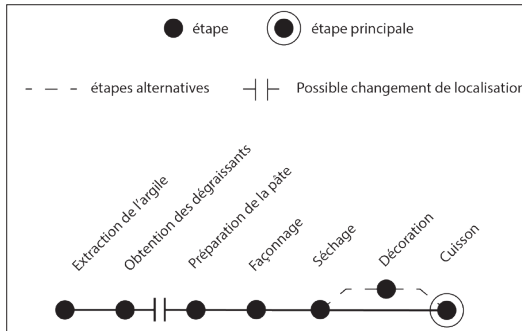 étape
étape principale
étapes alternatives
Possible changement de localisation
Extraction de l'argile
Obtention des dégraissants
Préparation de la pâte
Façonnage
Séchage
Décoration
Cuisson